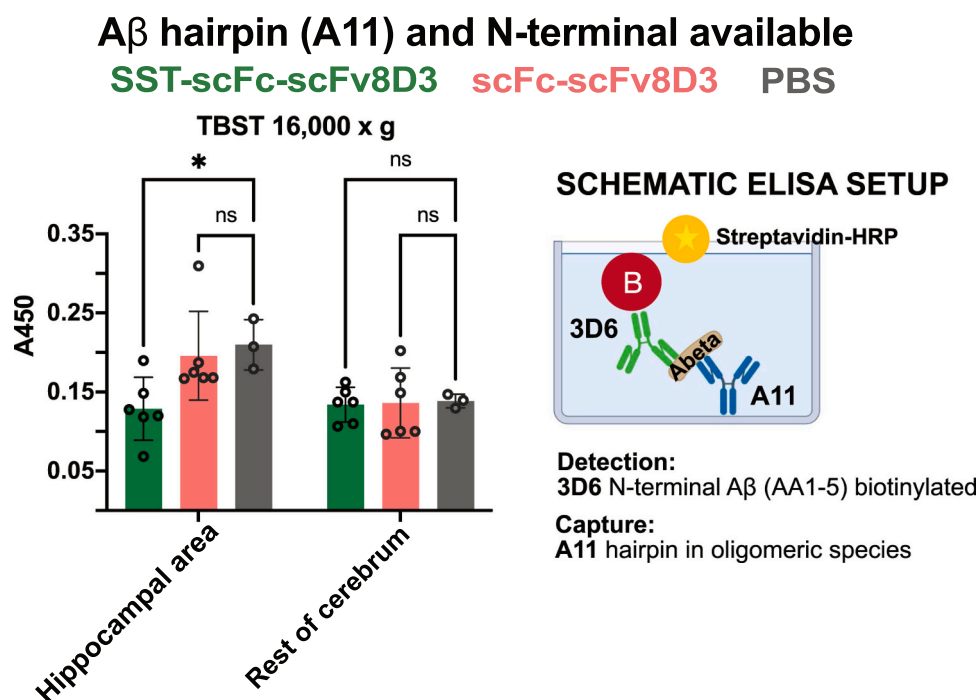 Aβ hairpin (A11) and N-terminal available
SST-scFc-scFv8D3 scFc-scFv8D3 PBS
TBST 16,000 x g
* ns
ns ns
0.35
0.25
0.15
0.05
A450
Hippocampal area
Rest of cerebrum
SCHEMATIC ELISA SETUP
Streptavidin-HRP
B
3D6
Abeta
A11
Detection:
3D6 N-terminal Aβ (AA1-5) biotinylated
Capture:
A11 hairpin in oligomeric species